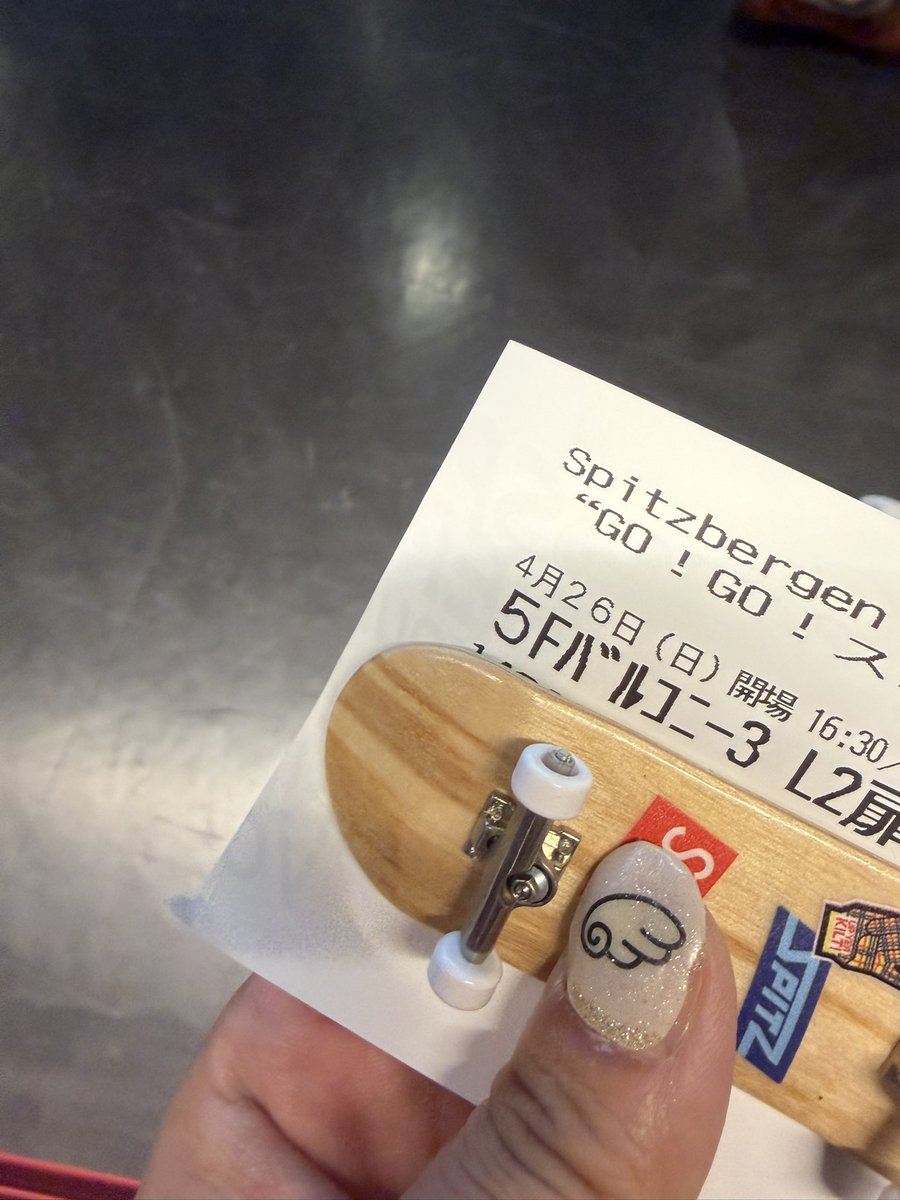 Spitzbergen
“GO！GO！ス
4月26日（日）開場 16:30/
5Fバルコニー3 L2扉
S
SPITZ
KILTI